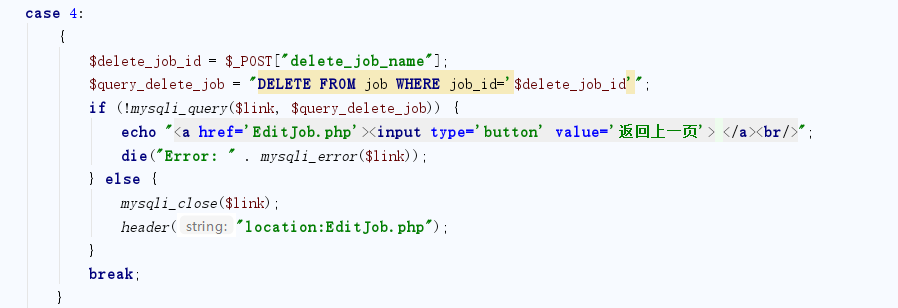 case 4:
{
$delete_job_id = $_POST["delete_job_name"];
$query_delete_job = "DELETE FROM job WHERE job_id='$delete_job_id'";
if (!mysqli_query($link, $query_delete_job)) {
echo "<a href='EditJob.php'><input type='button' value='返回上一页'> </a><br/>";
die("Error: " . mysqli_error($link));
} else {
mysqli_close($link);
header( string: "location:EditJob.php");
}
break;
}